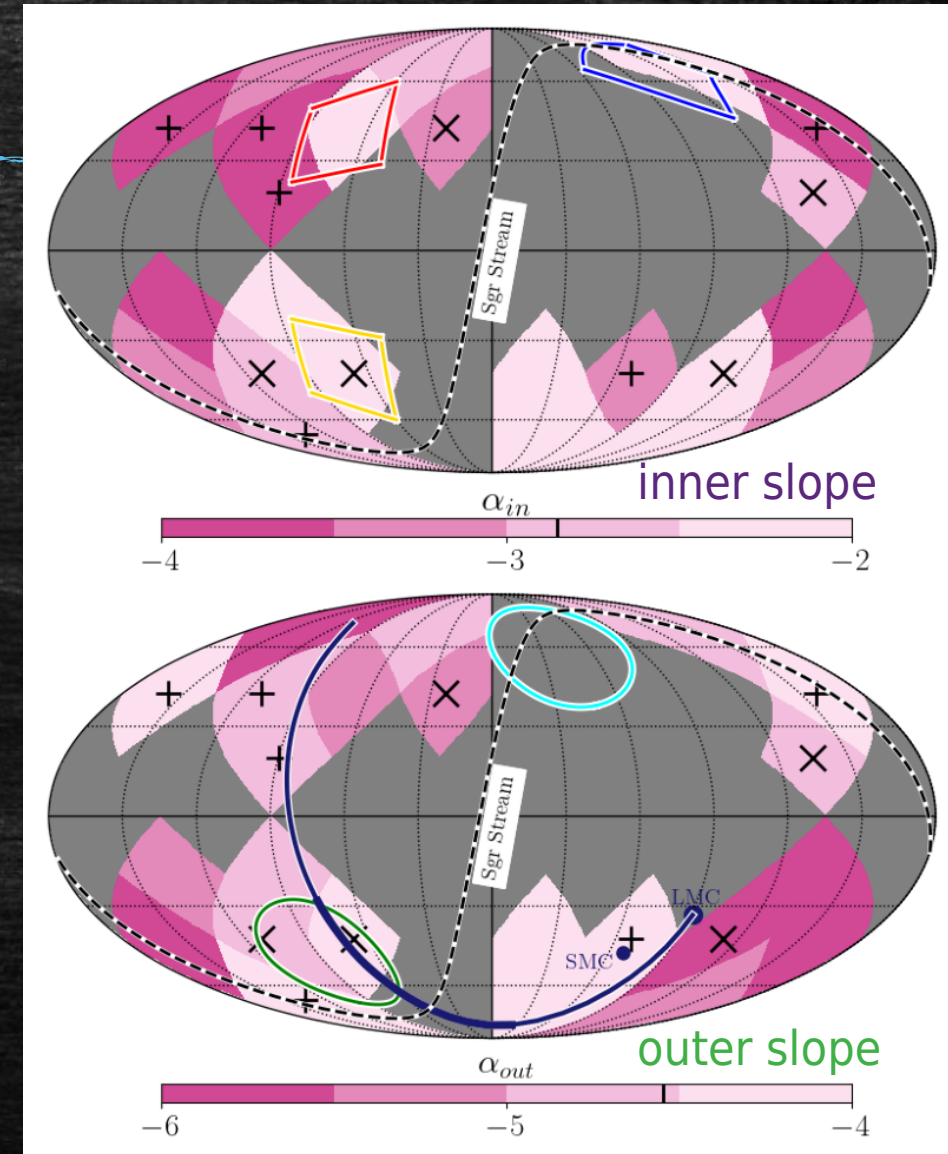 Sgr Stream
inner slope
α_in
−4 −3 −2
Sgr Stream
LMC
SMC
outer slope
α_out
−6 −5 −4